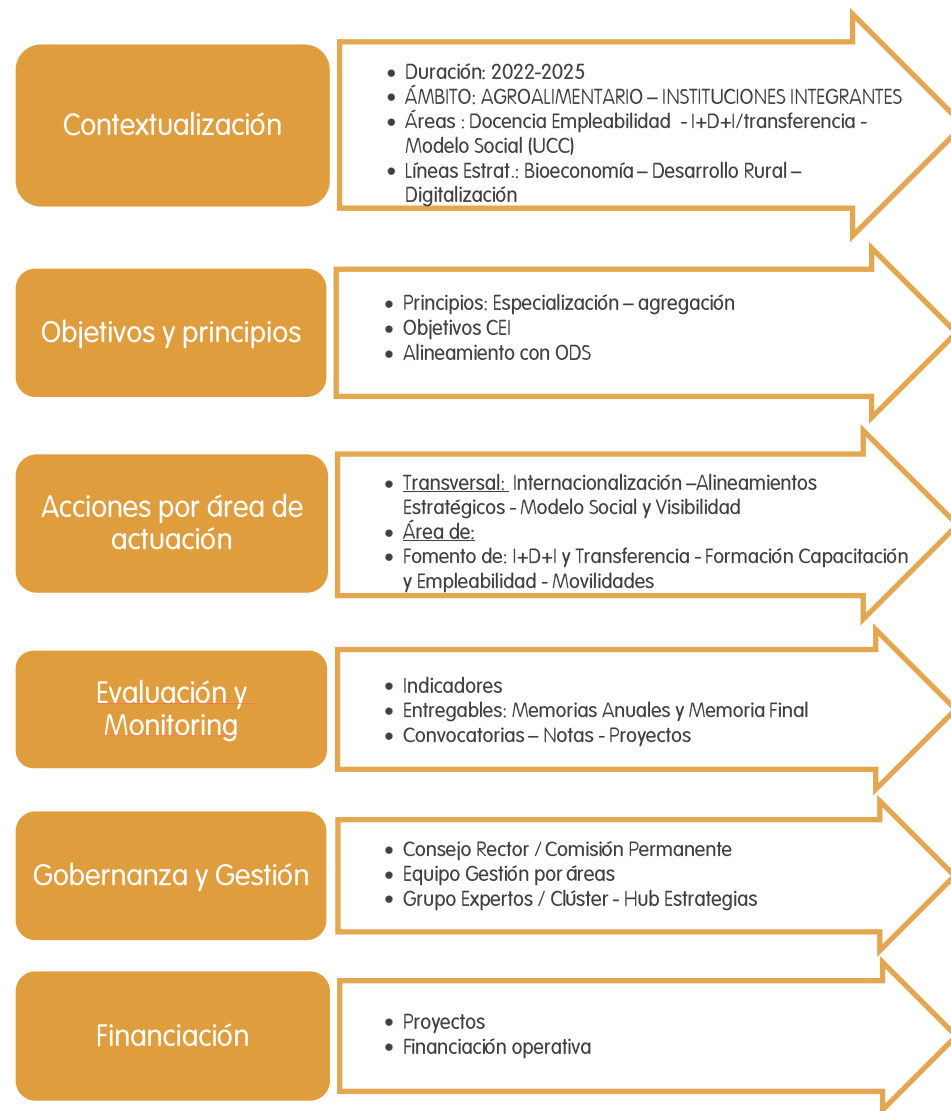 Contextualización
• Duración: 2022-2025
• ÁMBITO: AGROALIMENTARIO – INSTITUCIONES INTEGRANTES
• Áreas : Docencia Empleabilidad - I+D+I/transferencia -
Modelo Social (UCC)
• Líneas Estrat.: Bioeconomía – Desarrollo Rural –
Digitalización
Objetivos y principios
• Principios: Especialización – agregación
• Objetivos CEI
• Alineamiento con ODS
Acciones por área de
actuación
• Transversal: Internacionalización –Alineamientos
Estratégicos - Modelo Social y Visibilidad
• Área de:
• Fomento de: I+D+I y Transferencia - Formación Capacitación
y Empleabilidad - Movilidades
Evaluación y
Monitoring
• Indicadores
• Entregables: Memorias Anuales y Memoria Final
• Convocatorias – Notas - Proyectos
Gobernanza y Gestión
• Consejo Rector / Comisión Permanente
• Equipo Gestión por áreas
• Grupo Expertos / Clúster - Hub Estrategias
Financiación
• Proyectos
• Financiación operativa